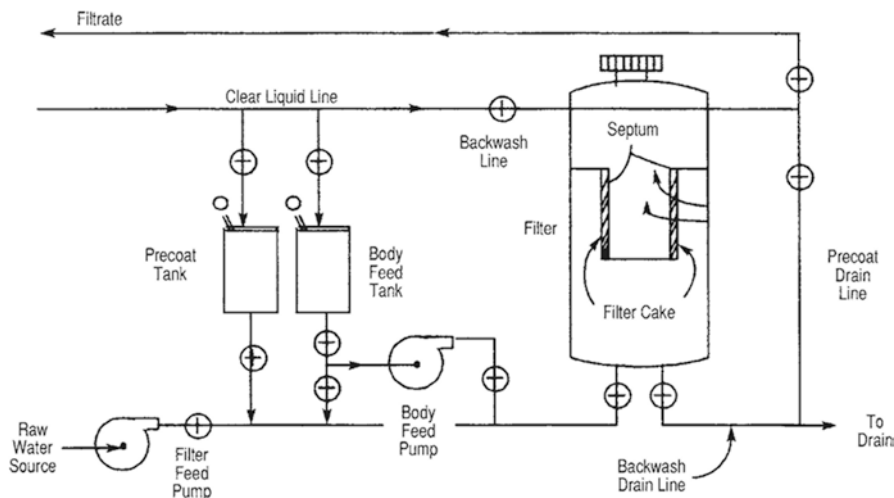 Filtrate
Clear Liquid Line
Backwash
Line
Septum
Filter
Precoat
Tank
Body
Feed
Tank
Filter Cake
Precoat
Drain
Line
Raw
Water
Source
Filter
Feed
Pump
Body
Feed
Pump
Backwash
Drain Line
To
Drain